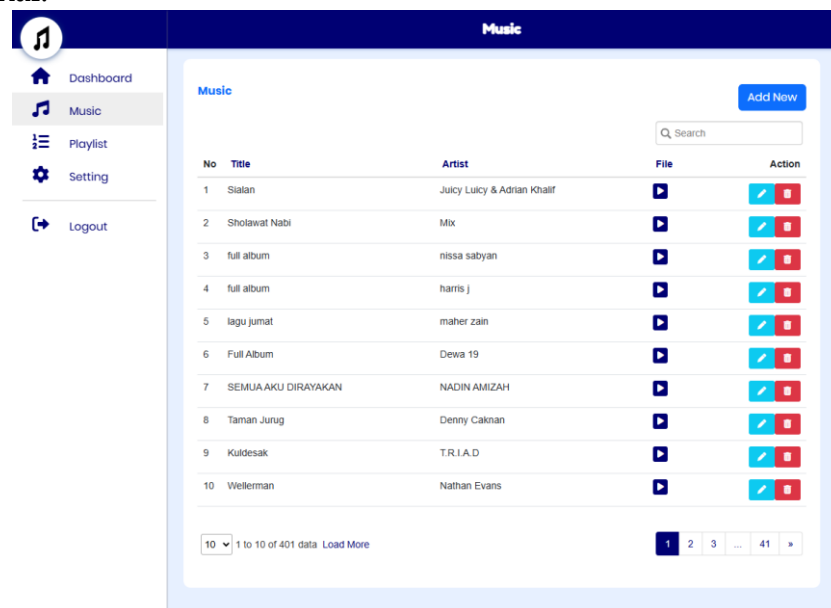 Music
Dashboard
Music
Playlist
Setting
Logout
Music
Add New
Search
No Title Artist File Action
1 Sialan Juicy Luicy & Adrian Khalif
2 Sholawat Nabi Mix
3 full album nissa sabyan
4 full album harris j
5 lagu jumat maher zain
6 Full Album Dewa 19
7 SEMUA AKU DIRAYAKAN NADIN AMIZAH
8 Taman Jurug Denny Caknan
9 Kuldesak T.R.I.A.D
10 Wellerman Nathan Evans
10 1 to 10 of 401 data Load More 1 2 3 ... 41 »